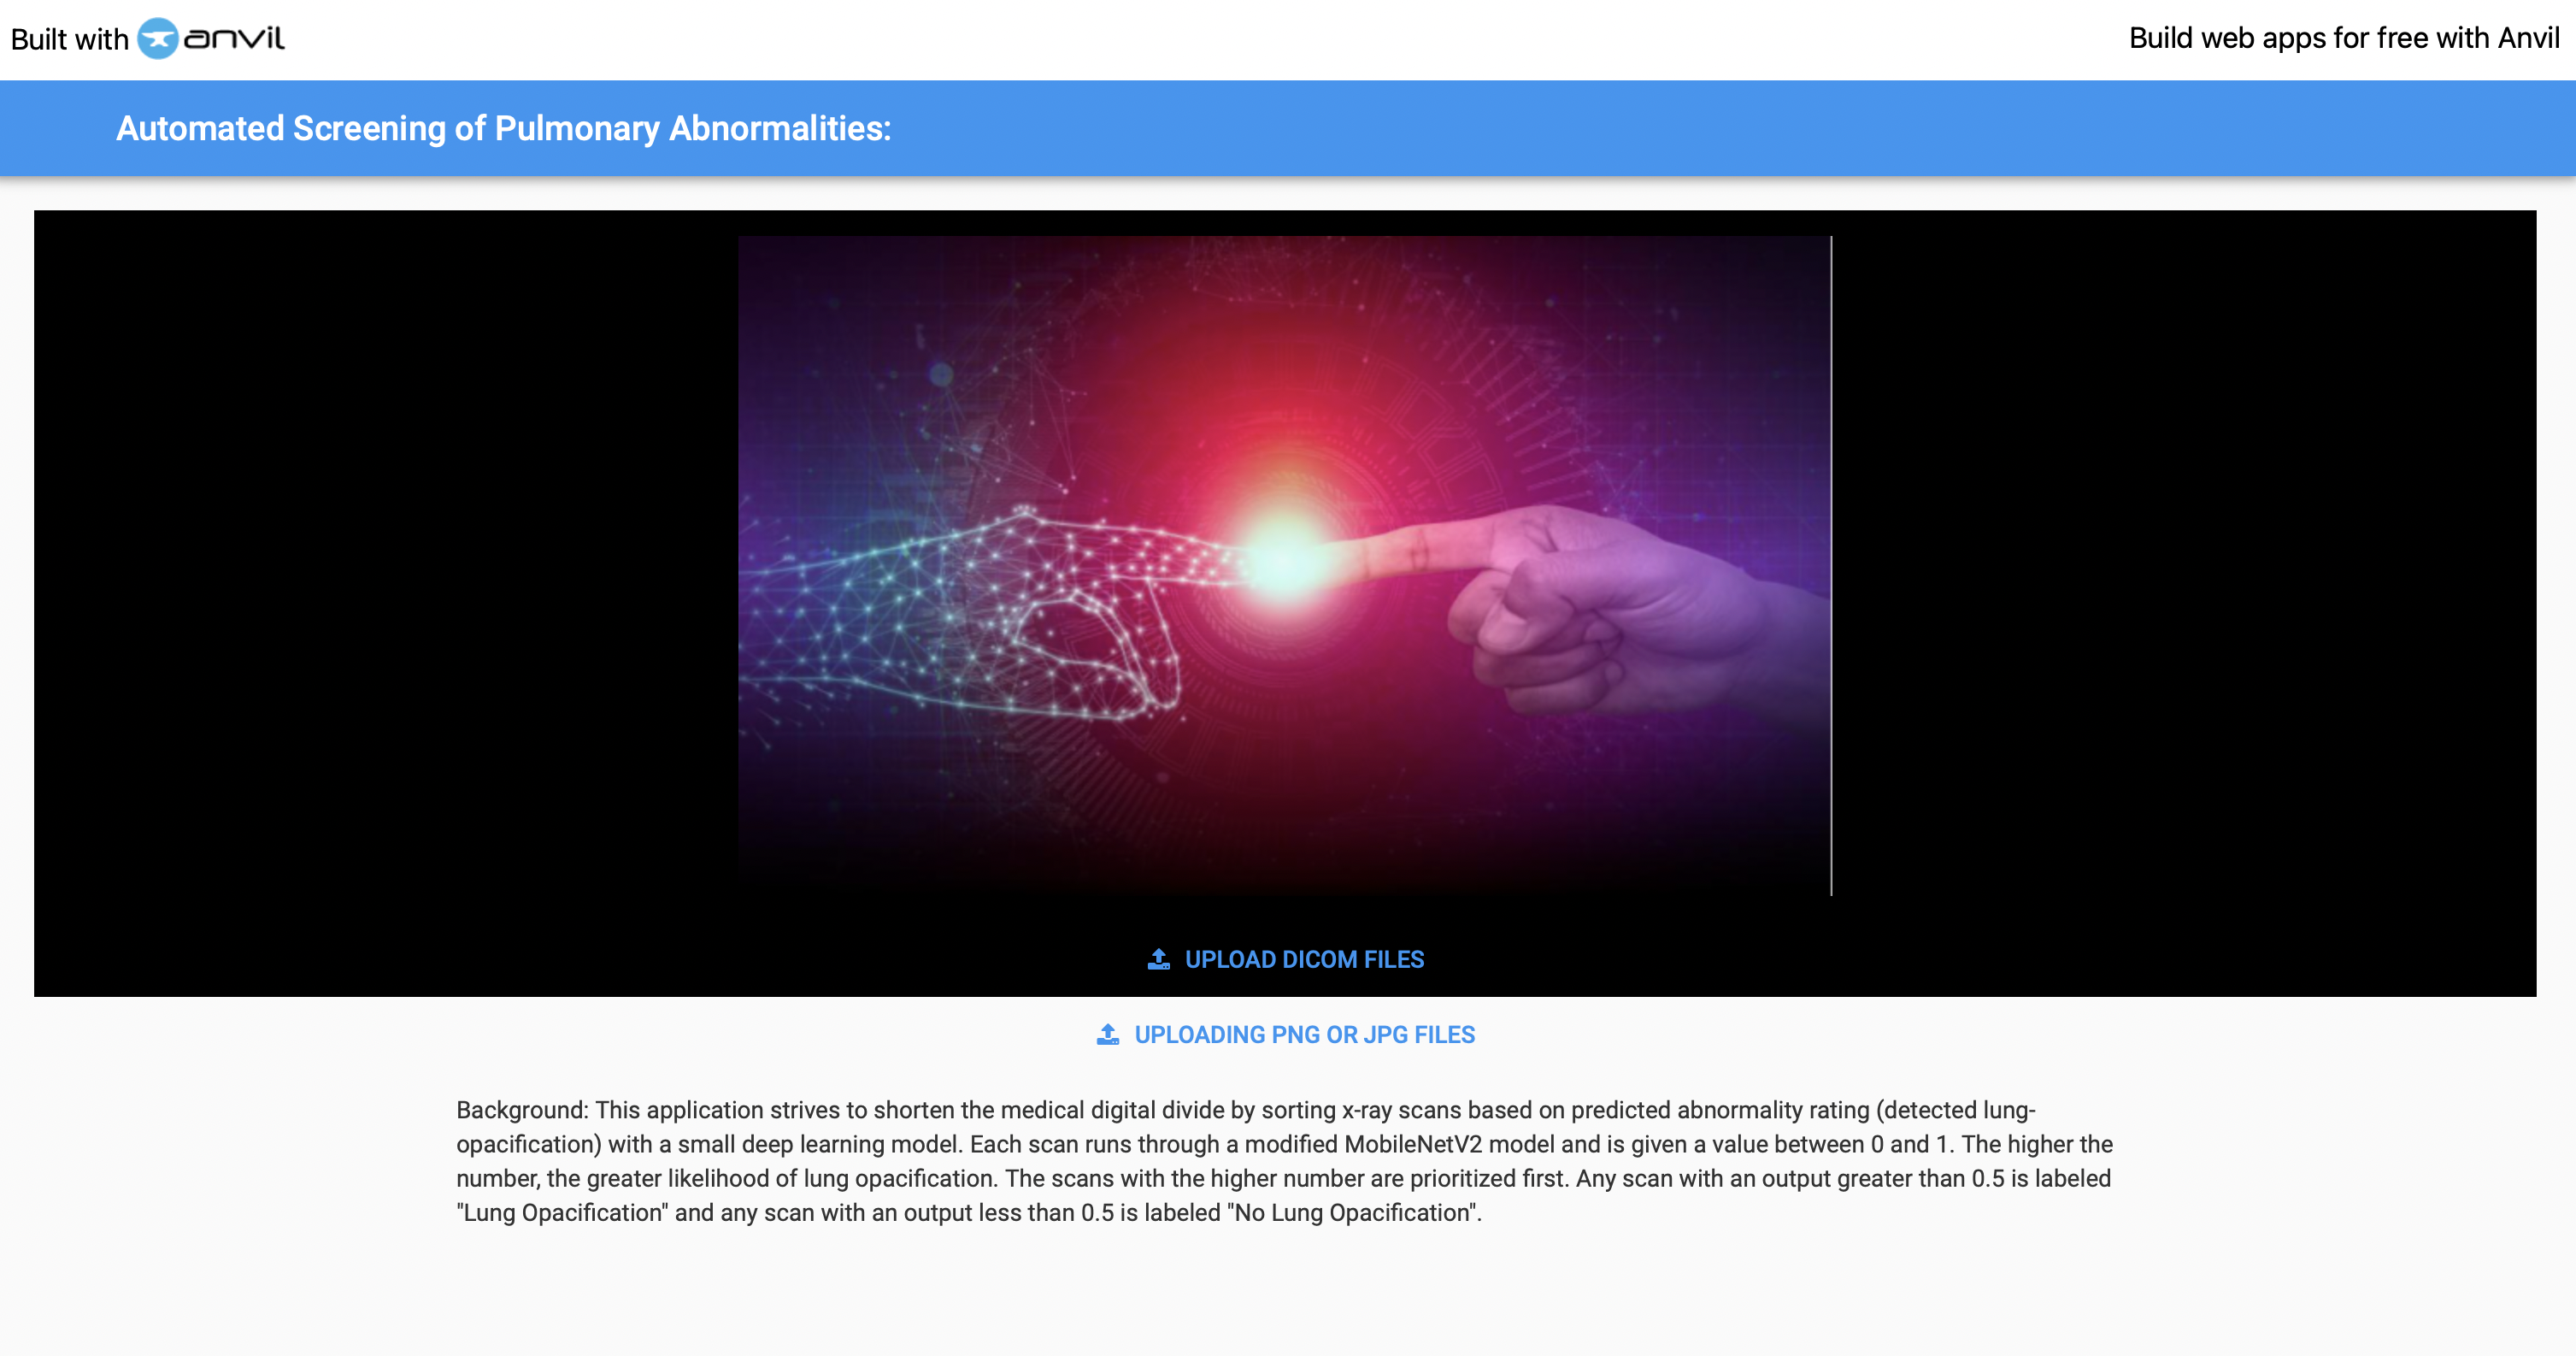 Built with anvil
Build web apps for free with Anvil
Automated Screening of Pulmonary Abnormalities:
UPLOAD DICOM FILES
UPLOADING PNG OR JPG FILES
Background: This application strives to shorten the medical digital divide by sorting x-ray scans based on predicted abnormality rating (detected lung-
opacification) with a small deep learning model. Each scan runs through a modified MobileNetV2 model and is given a value between 0 and 1. The higher the
number, the greater likelihood of lung opacification. The scans with the higher number are prioritized first. Any scan with an output greater than 0.5 is labeled
"Lung Opacification" and any scan with an output less than 0.5 is labeled "No Lung Opacification".